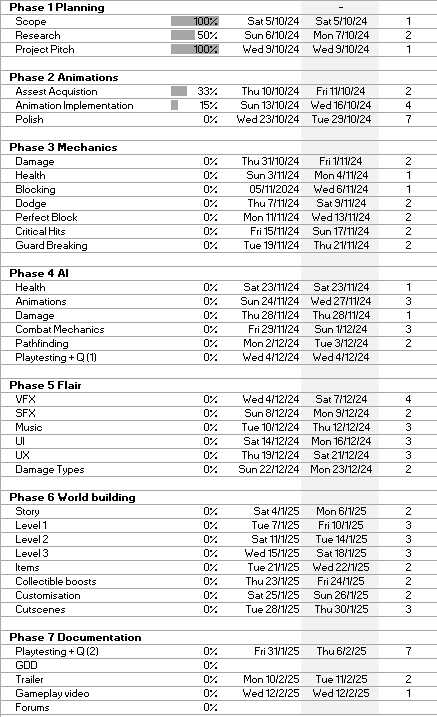 Phase 1 Planning -
Scope 100% Sat 5/10/24 Sat 5/10/24 1
Research 50% Sun 6/10/24 Mon 7/10/24 2
Project Pitch 100% Wed 9/10/24 Wed 9/10/24 1
Phase 2 Animations
Assest Acquistion 33% Thu 10/10/24 Fri 11/10/24 2
Animation Implementation 15% Sun 13/10/24 Wed 16/10/24 4
Polish 0% Wed 23/10/24 Tue 29/10/24 7
Phase 3 Mechanics
Damage 0% Thu 31/10/24 Fri 1/11/24 2
Health 0% Sun 3/11/24 Mon 4/11/24 1
Blocking 0% 05/11/2024 Wed 6/11/24 1
Dodge 0% Thu 7/11/24 Sat 9/11/24 2
Perfect Block 0% Mon 11/11/24 Wed 13/11/24 2
Critical Hits 0% Fri 15/11/24 Sun 17/11/24 2
Guard Breaking 0% Tue 19/11/24 Thu 21/11/24 2
Phase 4 AI
Health 0% Sat 23/11/24 Sat 23/11/24 1
Animations 0% Sun 24/11/24 Wed 27/11/24 3
Damage 0% Thu 28/11/24 Thu 28/11/24 1
Combat Mechanics 0% Fri 29/11/24 Sun 1/12/24 3
Pathfinding 0% Mon 2/12/24 Tue 3/12/24 2
Playtesting + Q (1) 0% Wed 4/12/24 Wed 4/12/24
Phase 5 Flair
VFX 0% Wed 4/12/24 Sat 7/12/24 4
SFX 0% Sun 8/12/24 Mon 9/12/24 2
Music 0% Tue 10/12/24 Thu 12/12/24 3
UI 0% Sat 14/12/24 Mon 16/12/24 3
UX 0% Thu 19/12/24 Sat 21/12/24 3
Damage Types 0% Sun 22/12/24 Mon 23/12/24 2
Phase 6 World building
Story 0% Sat 4/1/25 Mon 6/1/25 2
Level 1 0% Tue 7/1/25 Fri 10/1/25 3
Level 2 0% Sat 11/1/25 Tue 14/1/25 3
Level 3 0% Wed 15/1/25 Sat 18/1/25 3
Items 0% Tue 21/1/25 Wed 22/1/25 2
Collectible boosts 0% Thu 23/1/25 Fri 24/1/25 2
Customisation 0% Sat 25/1/25 Sun 26/1/25 2
Cutscenes 0% Tue 28/1/25 Thu 30/1/25 3
Phase 7 Documentation
Playtesting + Q (2) 0% Fri 31/1/25 Thu 6/2/25 7
GDD 0%
Trailer 0% Mon 10/2/25 Tue 11/2/25 2
Gameplay video 0% Wed 12/2/25 Wed 12/2/25 1
Forums 0%